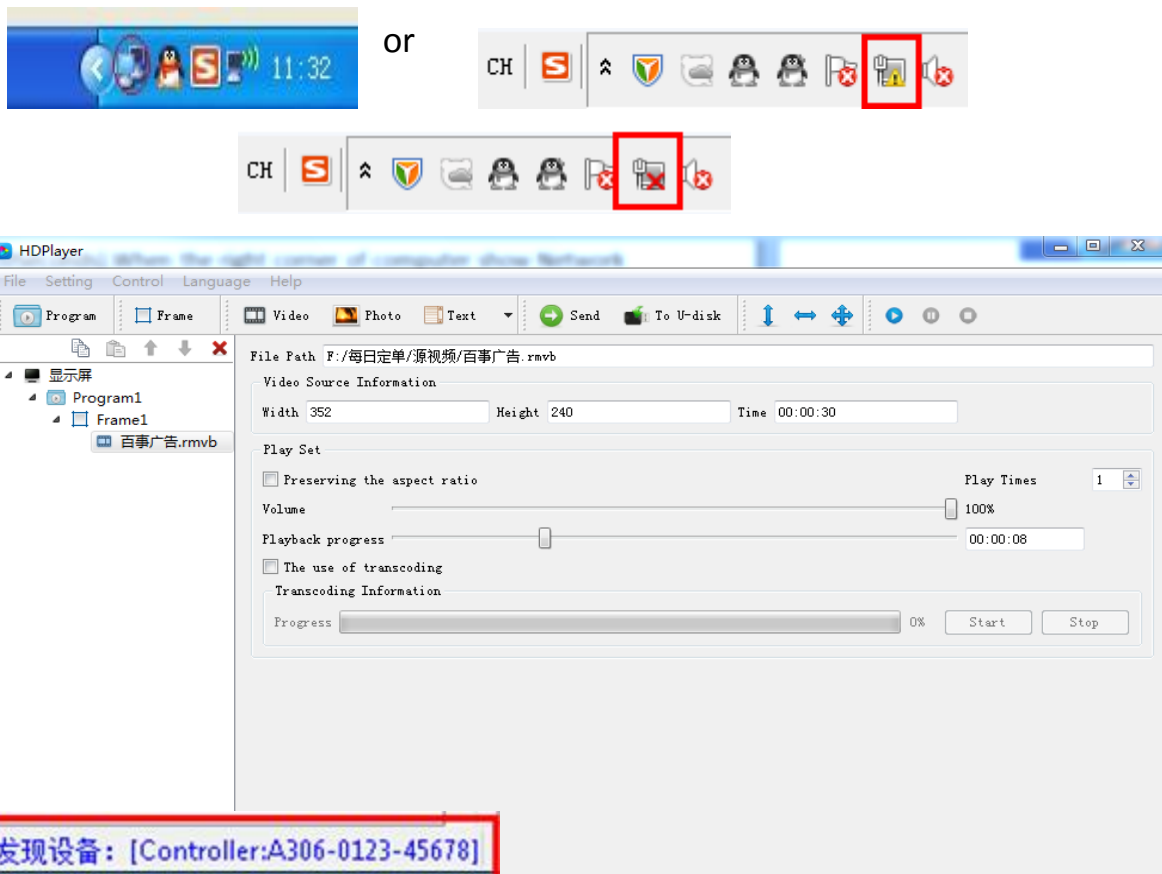 11:32
or
CH
CH
HDPlayer
File Setting Control Language Help
Program Frame Video Photo Text Send To U-disk
File Path F:/每日定单/源视频/百事广告.rmvb
显示屏
Program1
Frame1
百事广告.rmvb
Video Source Information
Width 352 Height 240 Time 00:00:30
Play Set
Preserving the aspect ratio Play Times 1
Volume 100%
Playback progress 00:00:08
The use of transcoding
Transcoding Information
Progress 0% Start Stop
发现设备：[Controller:A306-0123-45678]